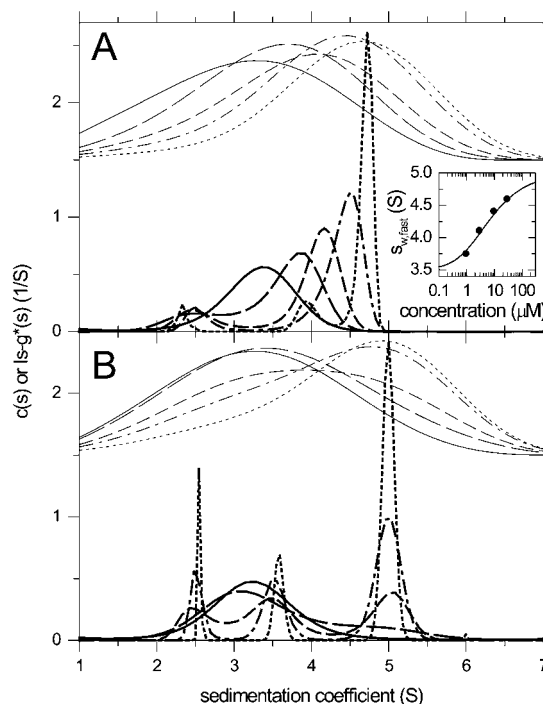 A
2
1
0
5.0
4.5
4.0
3.5
s_w,fast (S)
0.1 1 10 100
concentration (μM)
c(s) or ls-g*(s) (1/S)
B
2
1
0
1 2 3 4 5 6 7
sedimentation coefficient (S)